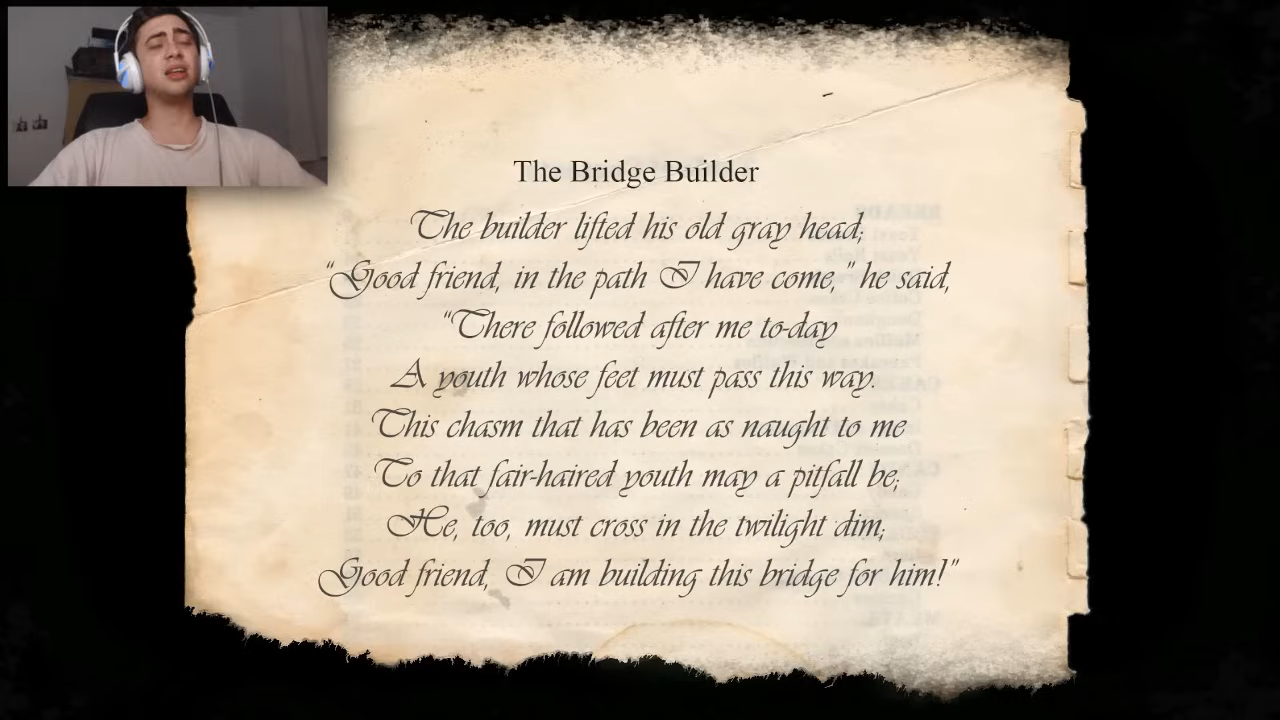 The Bridge Builder
The builder lifted his old gray head;
“Good friend, in the path I have come,” he said,
“There followed after me to-day
A youth whose feet must pass this way.
This chasm that has been as naught to me
To that fair-haired youth may a pitfall be;
He, too, must cross in the twilight dim;
Good friend, I am building this bridge for him!”